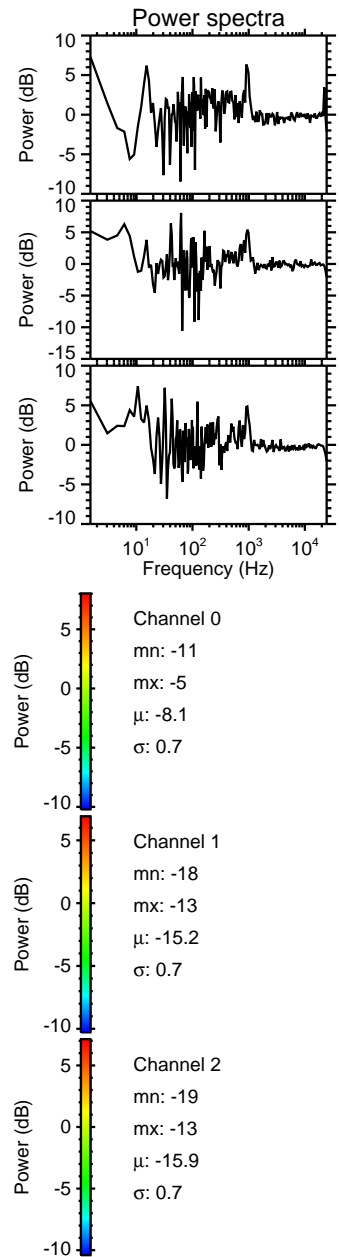 Power spectra
10
5
0
-5
-10
Power (dB)
10
5
0
-5
-10
-15
Power (dB)
10
5
0
-5
-10
Power (dB)
10¹ 10² 10³ 10⁴
Frequency (Hz)
5
0
-5
-10
Power (dB)
Channel 0
mn: -11
mx: -5
μ: -8.1
σ: 0.7
5
0
-5
-10
Power (dB)
Channel 1
mn: -18
mx: -13
μ: -15.2
σ: 0.7
5
0
-5
-10
Power (dB)
Channel 2
mn: -19
mx: -13
μ: -15.9
σ: 0.7